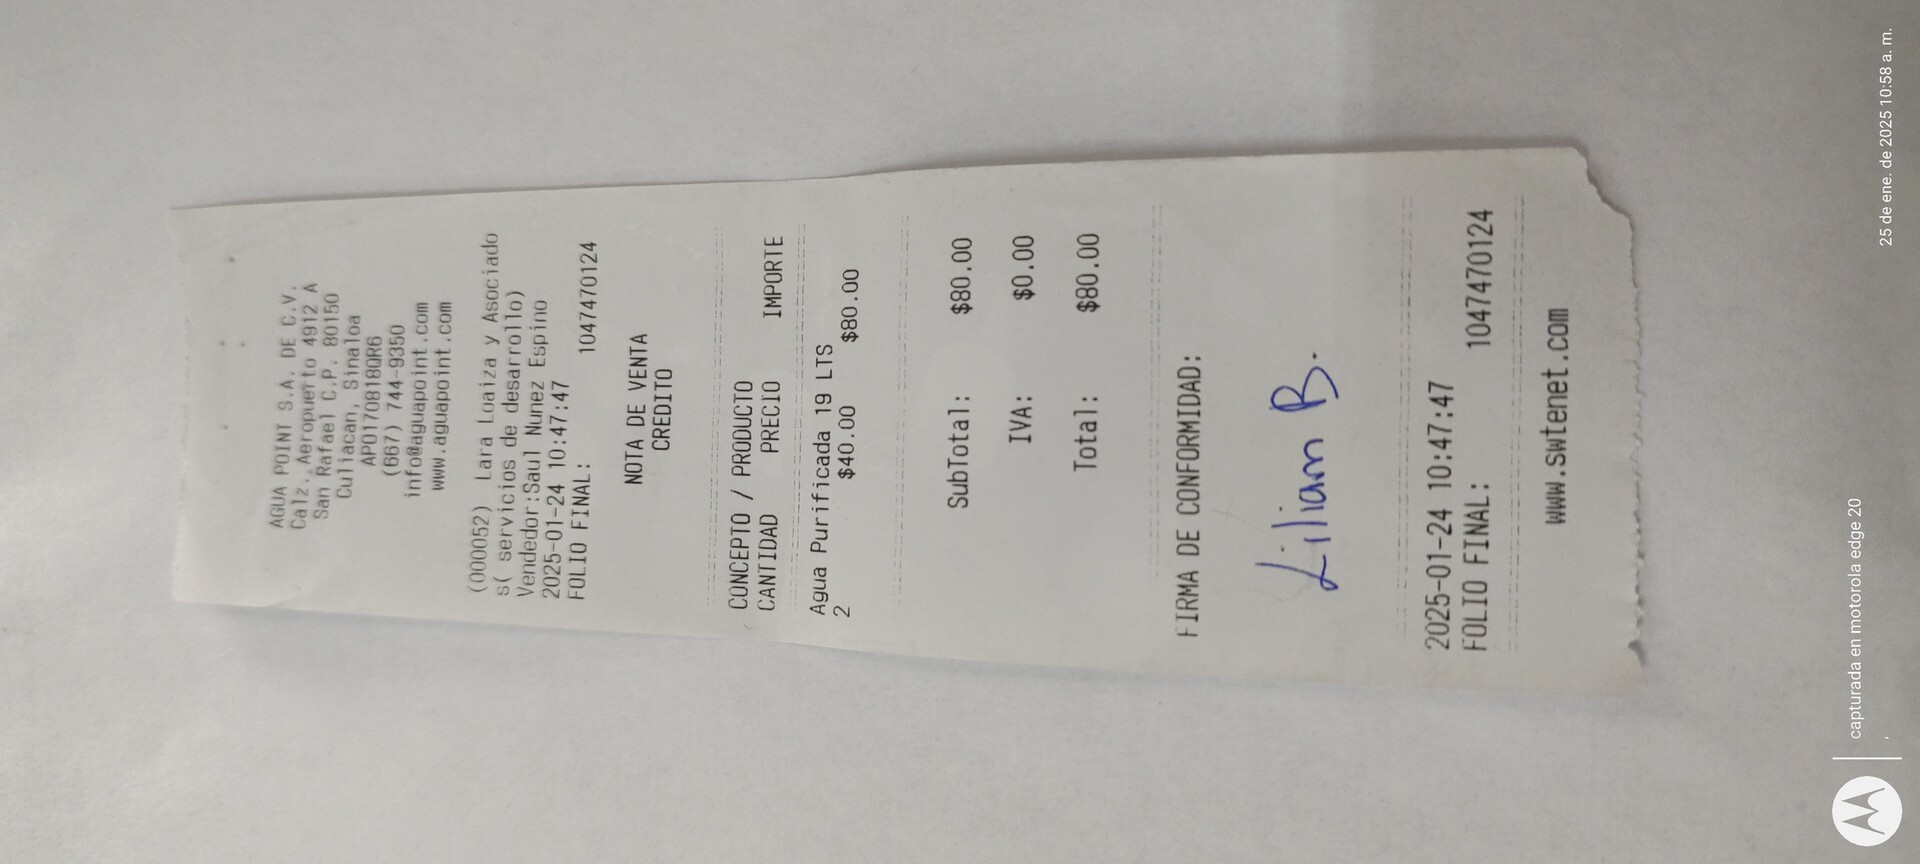 AGUA POINT S.A. DE C.V.
Calz. Aeropuerto 4912 A
San Rafael C.P. 80150
Culiacan, Sinaloa
APO170818QR6
(667) 744-9350
info@aguapoint.com
www.aguapoint.com
(000052) Lara Loaiza y Asociado
s( servicios de desarrollo)
Vendedor:Saul Nunez Espino
2025-01-24 10:47:47
FOLIO FINAL: 1047470124
NOTA DE VENTA
CREDITO
CONCEPTO / PRODUCTO
CANTIDAD PRECIO IMPORTE
Agua Purificada 19 LTS
2 $40.00 $80.00
SubTotal: $80.00
IVA: $0.00
Total: $80.00
FIRMA DE CONFORMIDAD:
Lilian B.
2025-01-24 10:47:47
FOLIO FINAL: 1047470124
www.swtenet.com
capturada en motorola edge 20
25 de ene. de 2025 10:58 a. m.